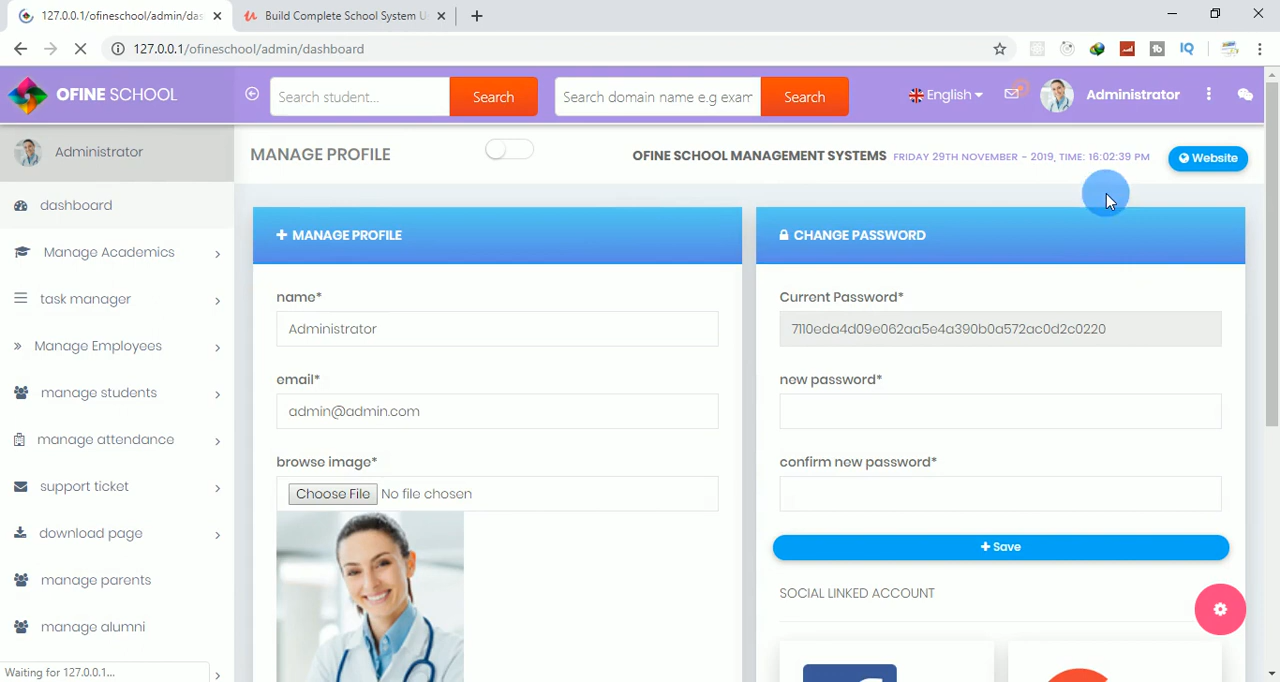 127.0.0.1/ofineschool/admin/das
Build Complete School System U
127.0.0.1/ofineschool/admin/dashboard
IQ
OFINE SCHOOL
Search student...
Search
Search domain name e.g exam
Search
English
Administrator
Administrator
MANAGE PROFILE
OFINE SCHOOL MANAGEMENT SYSTEMS
FRIDAY 29TH NOVEMBER - 2019, TIME: 16:02:39 PM
Website
dashboard
Manage Academics
task manager
Manage Employees
manage students
manage attendance
support ticket
download page
manage parents
manage alumni
MANAGE PROFILE
name*
Administrator
email*
admin@admin.com
browse image*
Choose File No file chosen
CHANGE PASSWORD
Current Password*
7110eda4d09e062aa5e4a390b0a572ac0d2c0220
new password*
confirm new password*
+ Save
SOCIAL LINKED ACCOUNT
Waiting for 127.0.0.1...